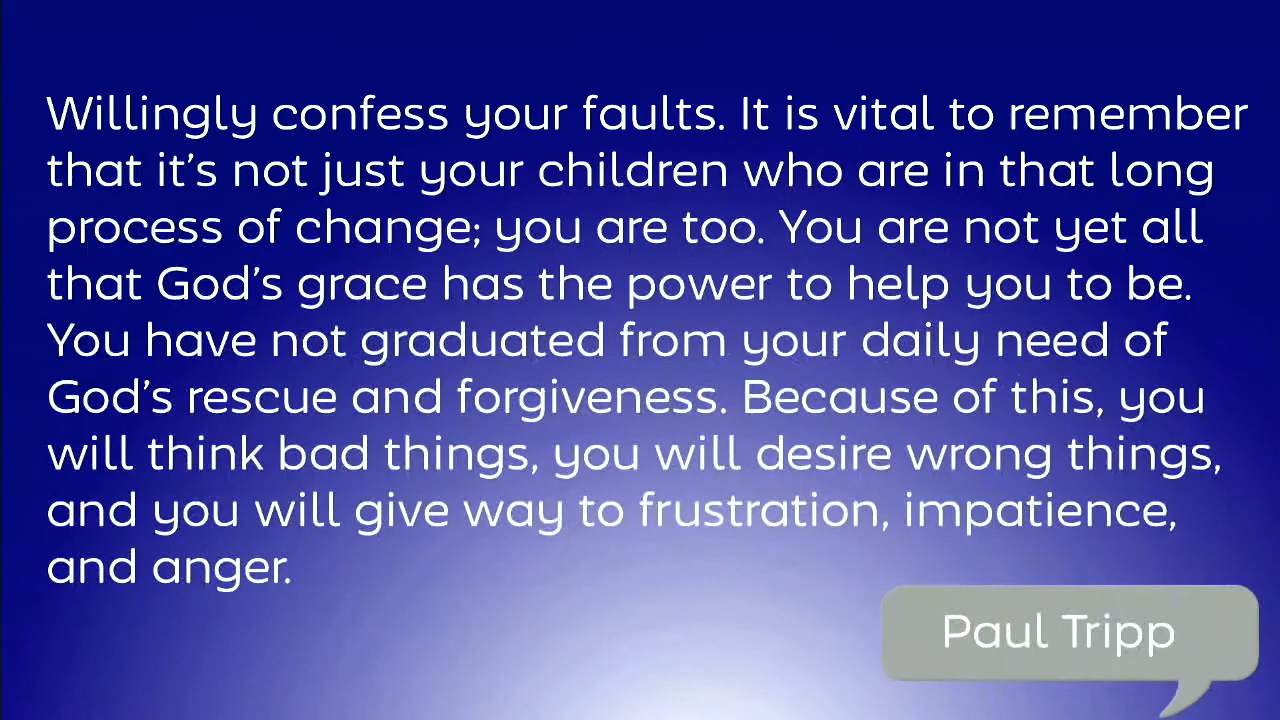 Willingly confess your faults. It is vital to remember
that it's not just your children who are in that long
process of change; you are too. You are not yet all
that God's grace has the power to help you to be.
You have not graduated from your daily need of
God's rescue and forgiveness. Because of this, you
will think bad things, you will desire wrong things,
and you will give way to frustration, impatience,
and anger.
Paul Tripp